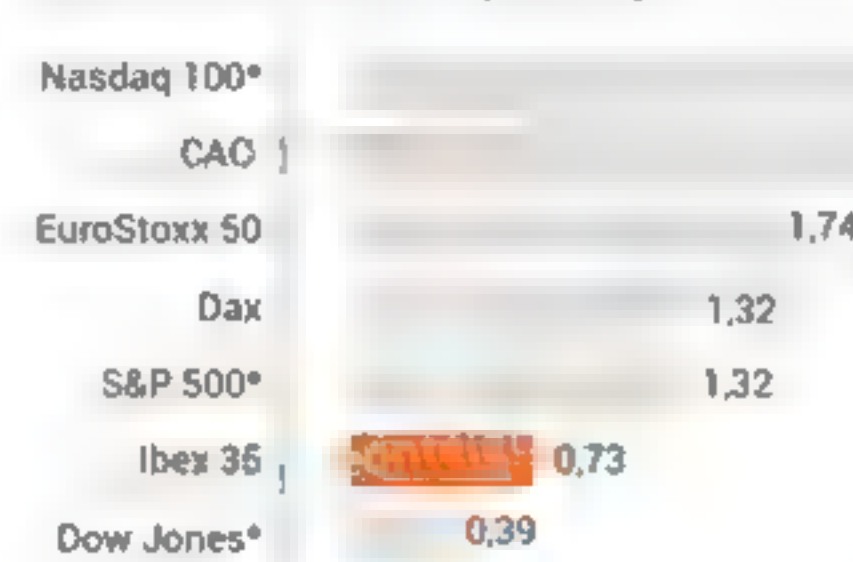 Nasdaq 100*
CAC
EuroStoxx 50 1,74
Dax 1,32
S&P 500* 1,32
Ibex 35 0,73
Dow Jones* 0,39